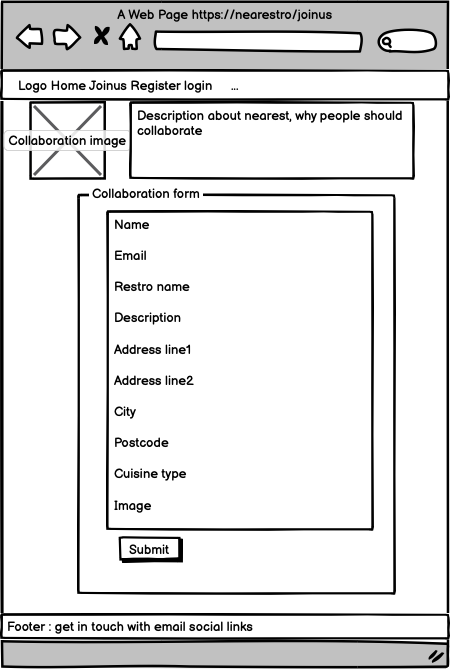 A Web Page https://nearestro/joinus
Logo Home Joinus Register login ...
Collaboration image
Description about nearest, why people should
collaborate
Collaboration form
Name
Email
Restro name
Description
Address line1
Address line2
City
Postcode
Cuisine type
Image
Submit
Footer : get in touch with email social links